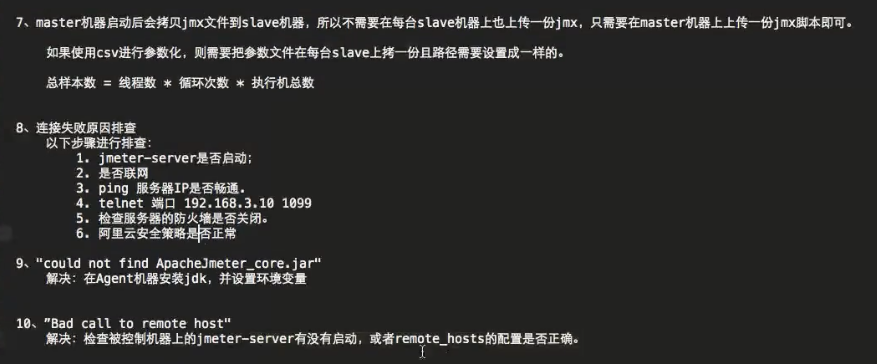 7、master机器启动后会拷贝jmx文件到slave机器，所以不需要在每台slave机器上也上传一份jmx，只需要在master机器上上传一份jmx脚本即可。
如果使用csv进行参数化，则需要把参数文件在每台slave上拷一份且路径需要设置成一样的。
总样本数 = 线程数 * 循环次数 * 执行机总数
8、连接失败原因排查
以下步骤进行排查：
1. jmeter-server是否启动；
2. 是否联网
3. ping 服务器IP是否畅通.
4. telnet 端口 192.168.3.10 1099
5. 检查服务器的防火墙是否关闭。
6. 阿里云安全策略是否正常
9、"could not find ApacheJmeter_core.jar"
解决：在Agent机器安装jdk，并设置环境变量
10、”Bad call to remote host"
解决：检查被控制机器上的jmeter-server有没有启动，或者remote_hosts的配置是否正确。